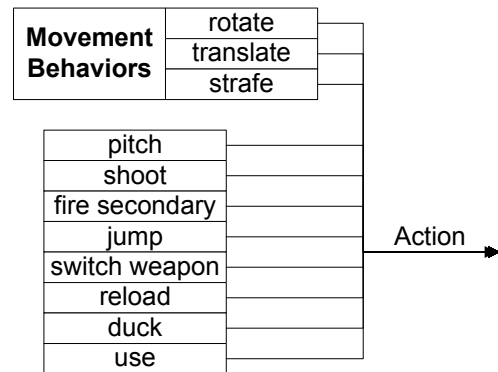 Movement
Behaviors
rotate
translate
strafe
pitch
shoot
fire secondary
jump
switch weapon
reload
duck
use
Action